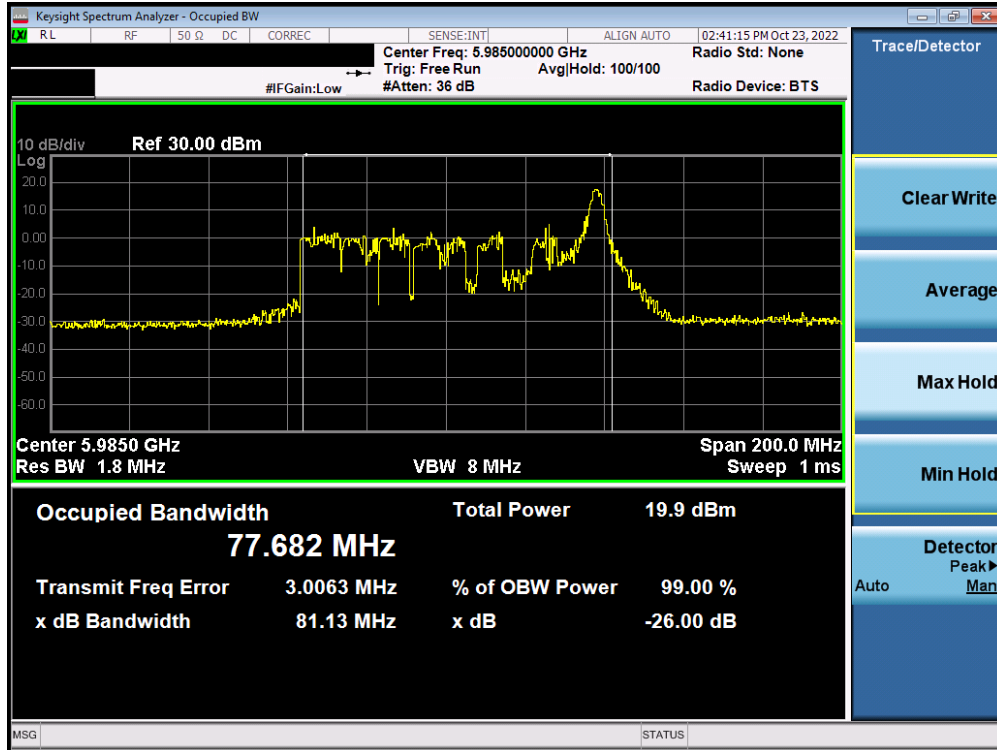 Keysight Spectrum Analyzer - Occupied BW
LXI RL RF 50 Ω DC CORREC SENSE:INT ALIGN AUTO 02:41:15 PM Oct 23, 2022
Center Freq: 5.985000000 GHz Radio Std: None
Trig: Free Run Avg|Hold: 100/100
#IFGain:Low #Atten: 36 dB Radio Device: BTS
10 dB/div Ref 30.00 dBm
Log
20.0
10.0
0.00
-10.0
-20.0
-30.0
-40.0
-50.0
-60.0
Center 5.9850 GHz Span 200.0 MHz
Res BW 1.8 MHz VBW 8 MHz Sweep 1 ms
Occupied Bandwidth Total Power 19.9 dBm
77.682 MHz
Transmit Freq Error 3.0063 MHz % of OBW Power 99.00 %
x dB Bandwidth 81.13 MHz x dB -26.00 dB
MSG STATUS
Trace/Detector
Clear Write
Average
Max Hold
Min Hold
Detector
Peak
Auto Man